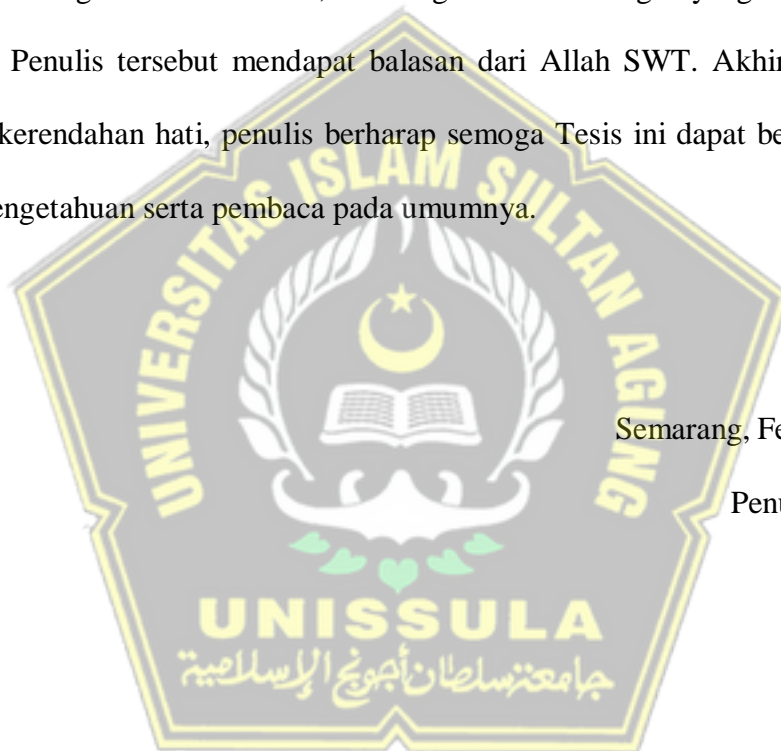 Penulis tersebut mendapat balasan dari Allah SWT. Akhir
kerendahan hati, penulis berharap semoga Tesis ini dapat be
engetahuan serta pembaca pada umumnya.
UNIVERSITAS ISLAM SULTAN AGUNG
Semarang, Fe
Penu
UNISSULA
جامعة سلطان أجونج الإسلامية